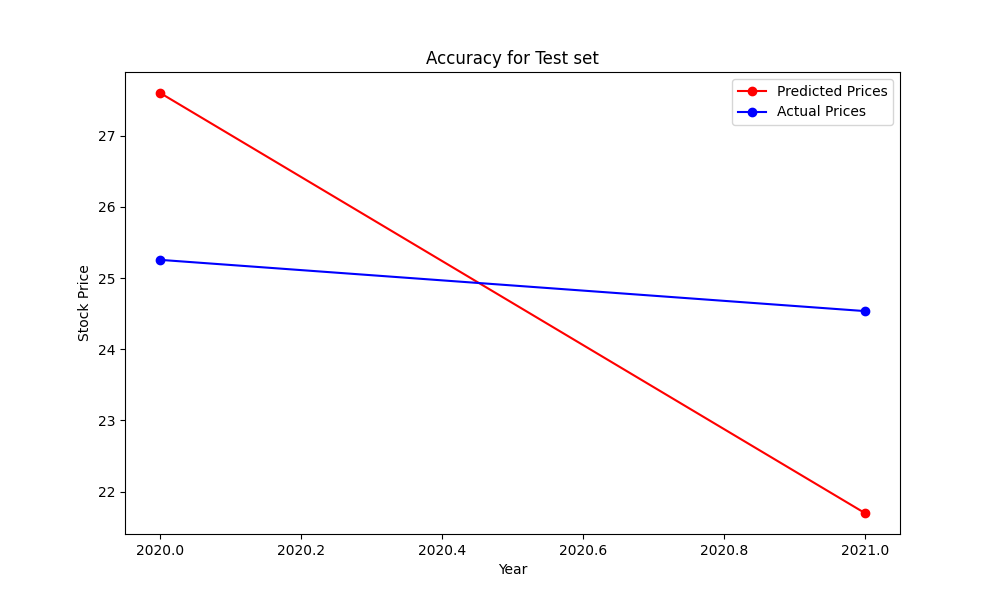 Accuracy for Test set
Predicted Prices
Actual Prices
Stock Price
27
26
25
24
23
22
2020.0 2020.2 2020.4 2020.6 2020.8 2021.0
Year